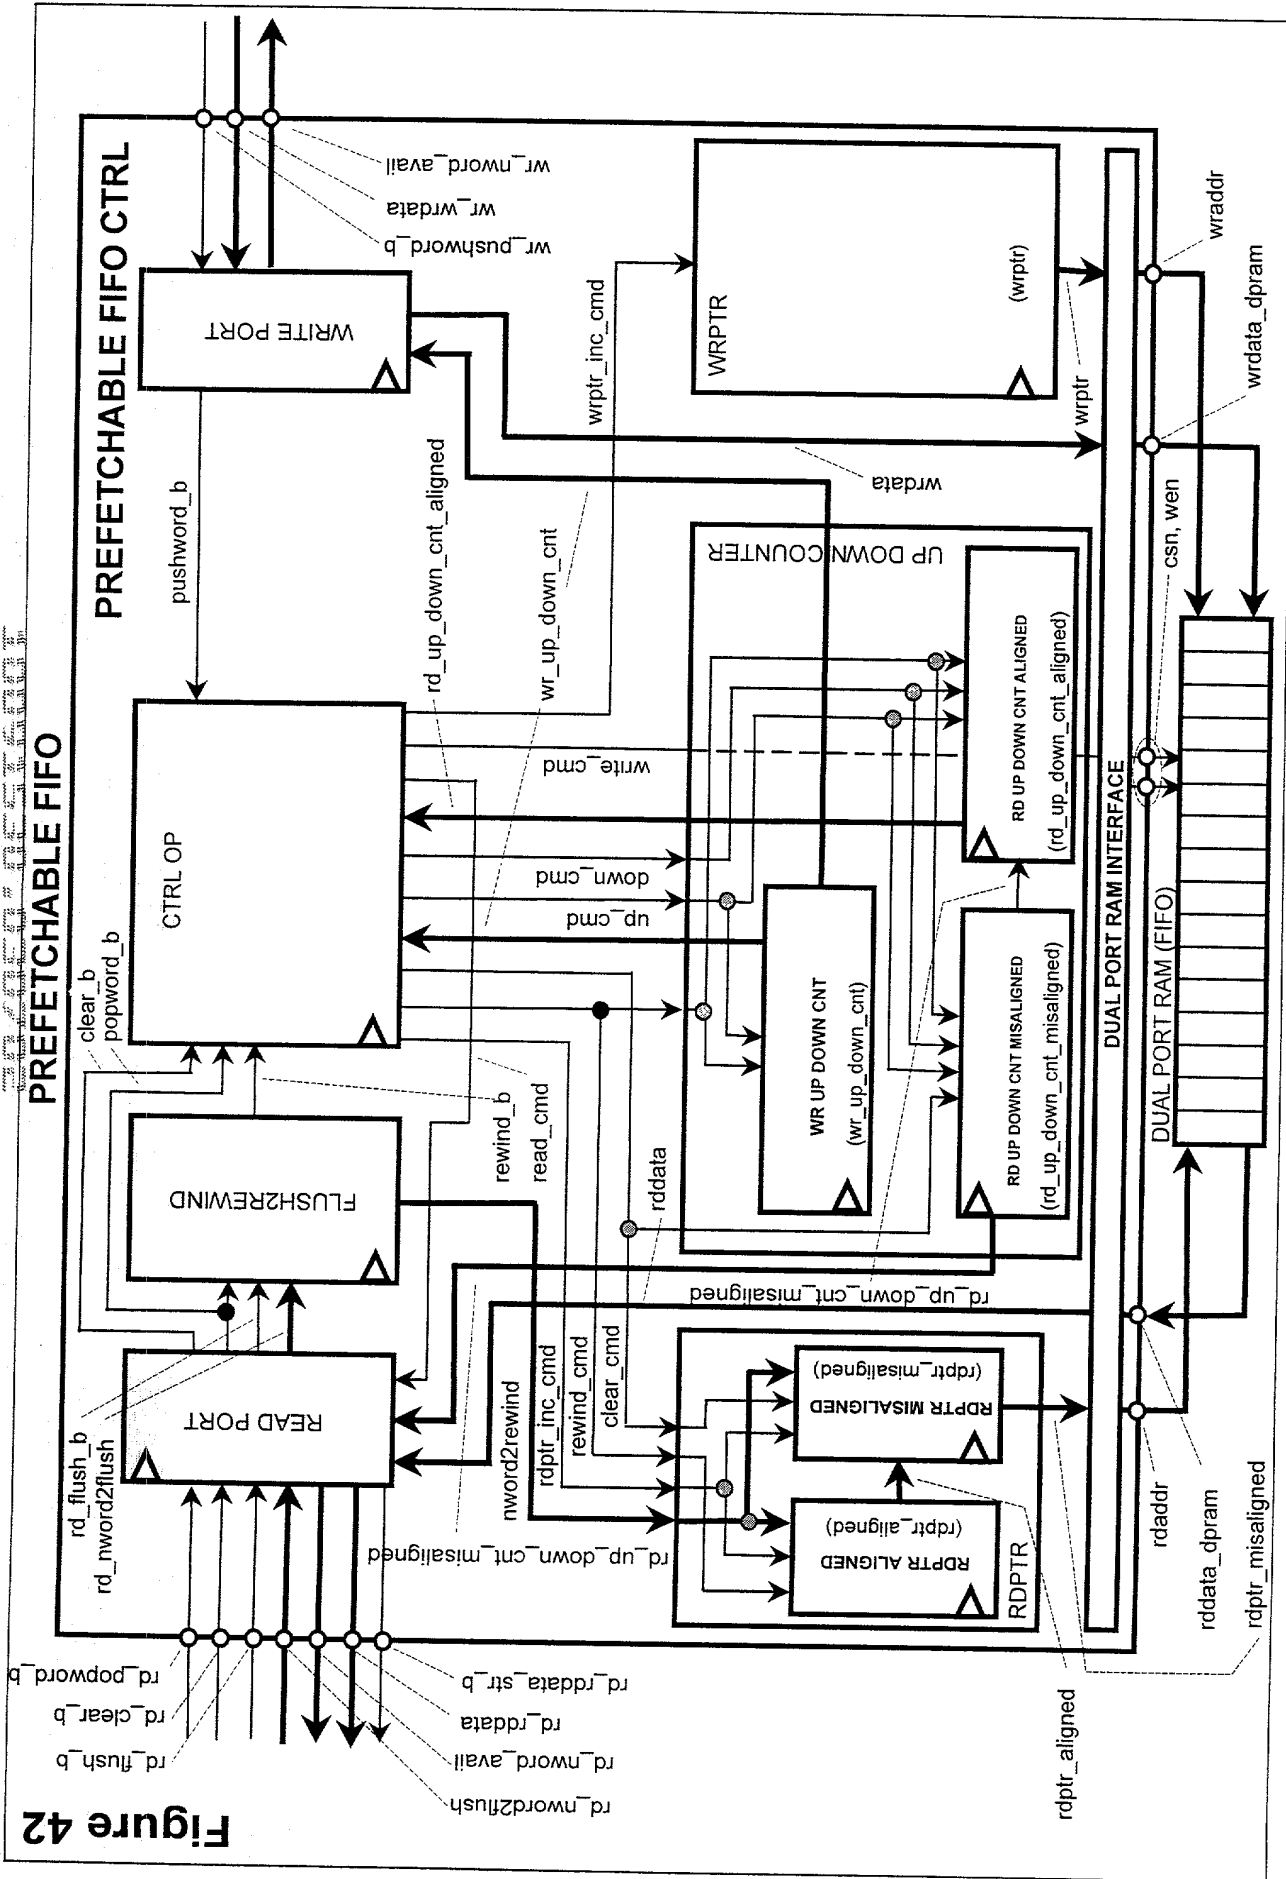 Figure 42
PREFETCHABLE FIFO
PREFETCHABLE FIFO CTRL
rd_popword_b
rd_clear_b
rd_flush_b
rd_nword2flush
rd_nword_avail
rd_rddata
rd_rddata_str_b
READ PORT
rd_flush_b
rd_nword2flush
clear_b
popword_b
FLUSH2REWIND
rewind_b
read_cmd
CTRL OP
pushword_b
WRITE PORT
wr_pushword_b
wr_wrdata
wr_nword_avail
rd_up_down_cnt_aligned
wr_up_down_cnt
wrptr_inc_cmd
write_cmd
down_cmd
up_cmd
nword2rewind
rdptr_inc_cmd
rewind_cmd
clear_cmd
rddata
rd_up_down_cnt_misaligned
rd_up_down_cnt_misaligned
RDPTR
RDPTR ALIGNED
(rdptr_aligned)
RDPTR MISALIGNED
(rdptr_misaligned)
UP DOWN COUNTER
WR UP DOWN CNT
(wr_up_down_cnt)
RD UP DOWN CNT MISALIGNED
(rd_up_down_cnt_misaligned)
RD UP DOWN CNT ALIGNED
(rd_up_down_cnt_aligned)
wrdata
WRPTR
(wrptr)
wrptr
DUAL PORT RAM INTERFACE
DUAL PORT RAM (FIFO)
rdptr_aligned
rdaddr
rddata_dpram
rdptr_misaligned
csn, wen
wrdata_dpram
wraddr